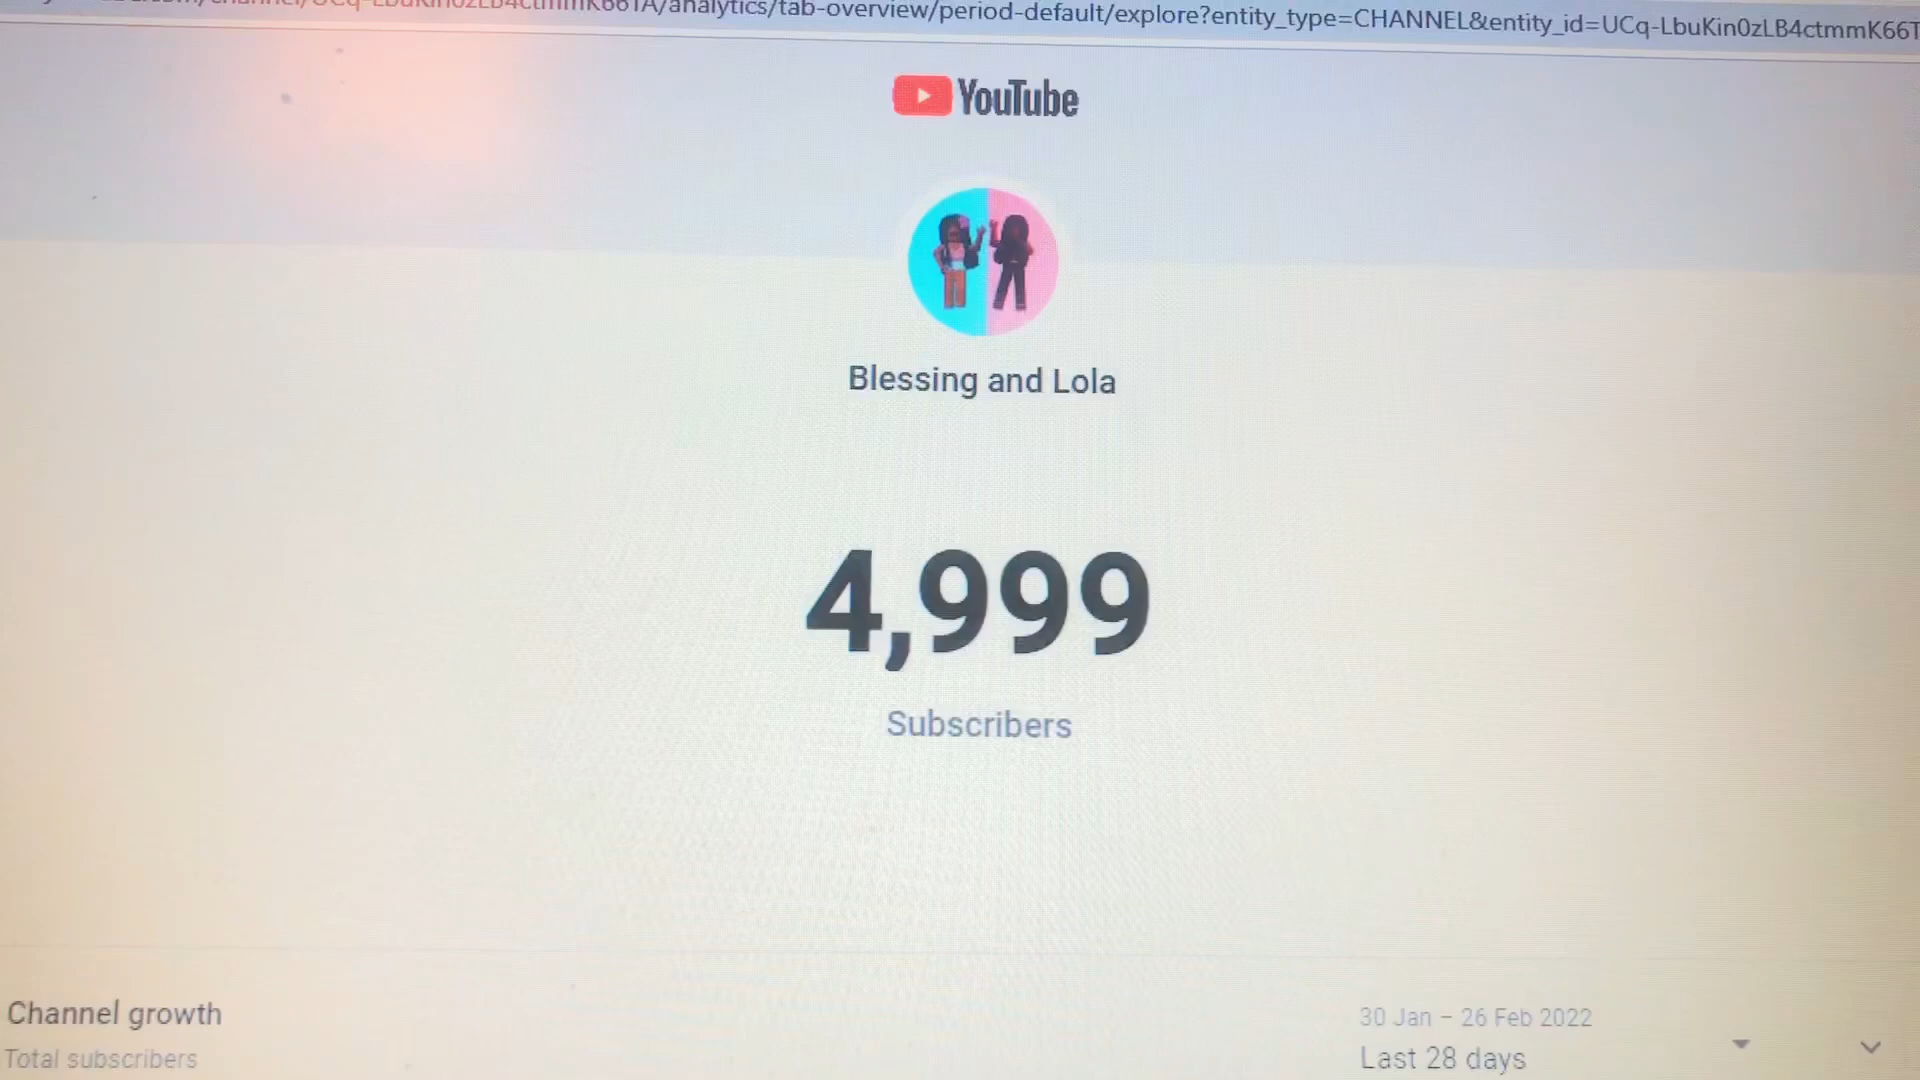 /analytics/tab-overview/period-default/explore?entity_type=CHANNEL&entity_id=UCq-LbuKin0zLB4ctmmK66T
YouTube
Blessing and Lola
4,999
Subscribers
Channel growth
30 Jan – 26 Feb 2022
Total subscribers
Last 28 days